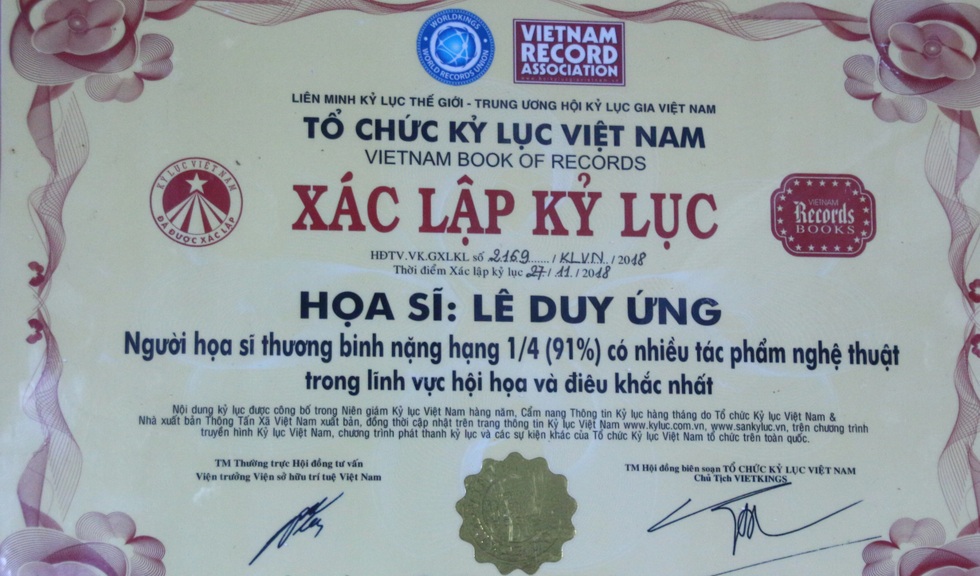 WORLDKINGS
WORLD RECORDS UNION
VIETNAM
RECORD
ASSOCIATION
LIÊN MINH KỶ LỤC THẾ GIỚI - TRUNG ƯƠNG HỘI KỶ LỤC GIA VIỆT NAM
TỔ CHỨC KỶ LỤC VIỆT NAM
VIETNAM BOOK OF RECORDS
KỶ LỤC VIỆT NAM
ĐÃ ĐƯỢC XÁC LẬP
XÁC LẬP KỶ LỤC
VIETNAM
Records
BOOKS
HĐTV.VK.GXLKL số 2169....... / KLVN.. / 2018
Thời điểm Xác lập kỷ lục 27 / 11 / 2018
HỌA SĨ: LÊ DUY ỨNG
Người họa sĩ thương binh nặng hạng 1/4 (91%) có nhiều tác phẩm nghệ thuật
trong lĩnh vực hội họa và điêu khắc nhất
Nội dung kỷ lục được công bố trong Niên giám Kỷ lục Việt Nam hàng năm, Cẩm nang Thông tin Kỷ lục hàng tháng do Tổ chức Kỷ lục Việt Nam &
Nhà xuất bản Thông Tấn Xã Việt Nam xuất bản, đồng thời cập nhật trên trang thông tin Kỷ lục Việt Nam www.kyluc.com.vn, www.sankyluc.vn, trên chương trình
truyền hình Kỷ lục Việt Nam, chương trình phát thanh kỷ lục và các sự kiện khác của Tổ chức Kỷ lục Việt Nam tổ chức trên toàn quốc.
TM Thường trực Hội đồng tư vấn
Viện trưởng Viện sở hữu trí tuệ Việt Nam
TM Hội đồng biên soạn TỔ CHỨC KỶ LỤC VIỆT NAM
Chủ Tịch VIETKINGS